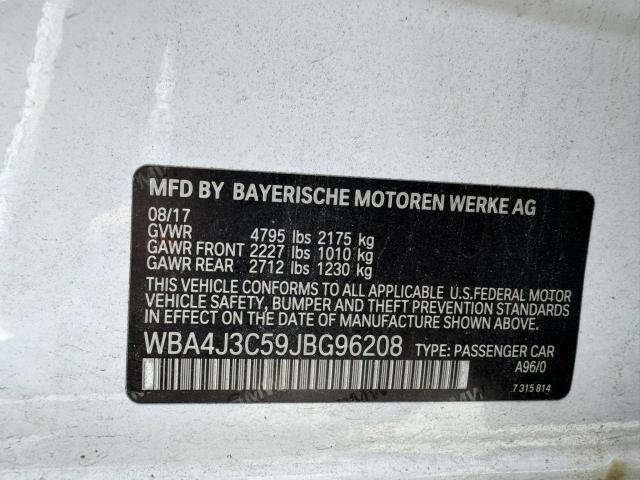 MFD BY BAYERISCHE MOTOREN WERKE AG
08/17
GVWR 4795 lbs 2175 kg
GAWR FRONT 2227 lbs 1010 kg
GAWR REAR 2712 lbs 1230 kg
THIS VEHICLE CONFORMS TO ALL APPLICABLE U.S.FEDERAL MOTOR
VEHICLE SAFETY, BUMPER AND THEFT PREVENTION STANDARDS
IN EFFECT ON THE DATE OF MANUFACTURE SHOWN ABOVE.
WBA4J3C59JBG96208 TYPE: PASSENGER CAR
A96/0
7 315 814